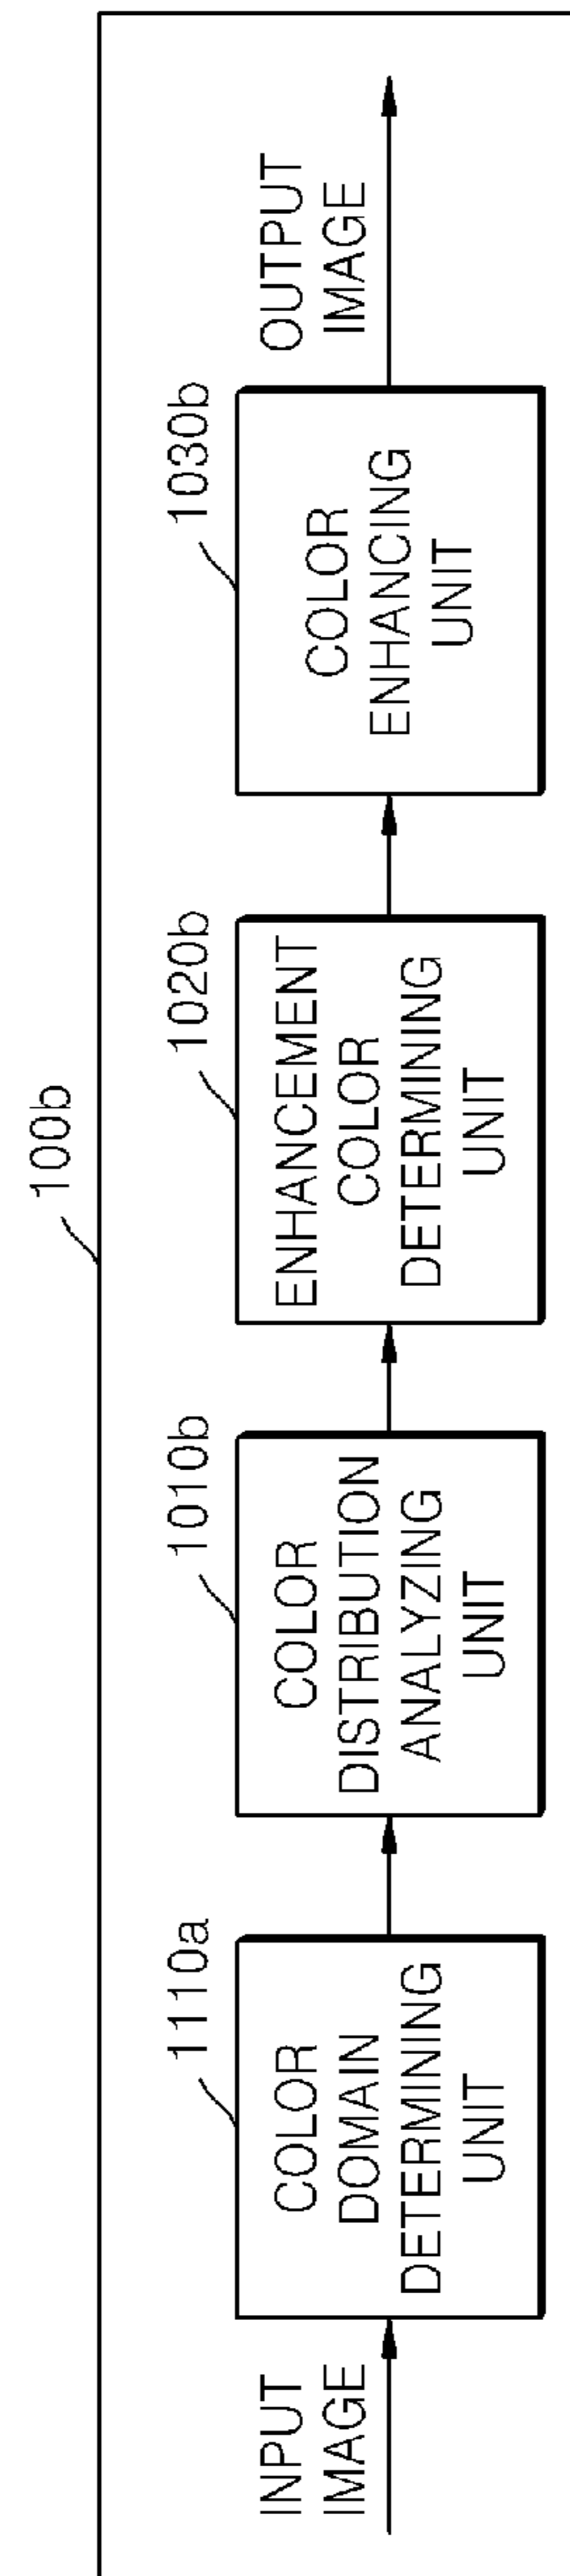 100b
INPUT
IMAGE
1110a
COLOR
DOMAIN
DETERMINING
UNIT
1010b
COLOR
DISTRIBUTION
ANALYZING
UNIT
1020b
ENHANCEMENT
COLOR
DETERMINING
UNIT
1030b
COLOR
ENHANCING
UNIT
OUTPUT
IMAGE